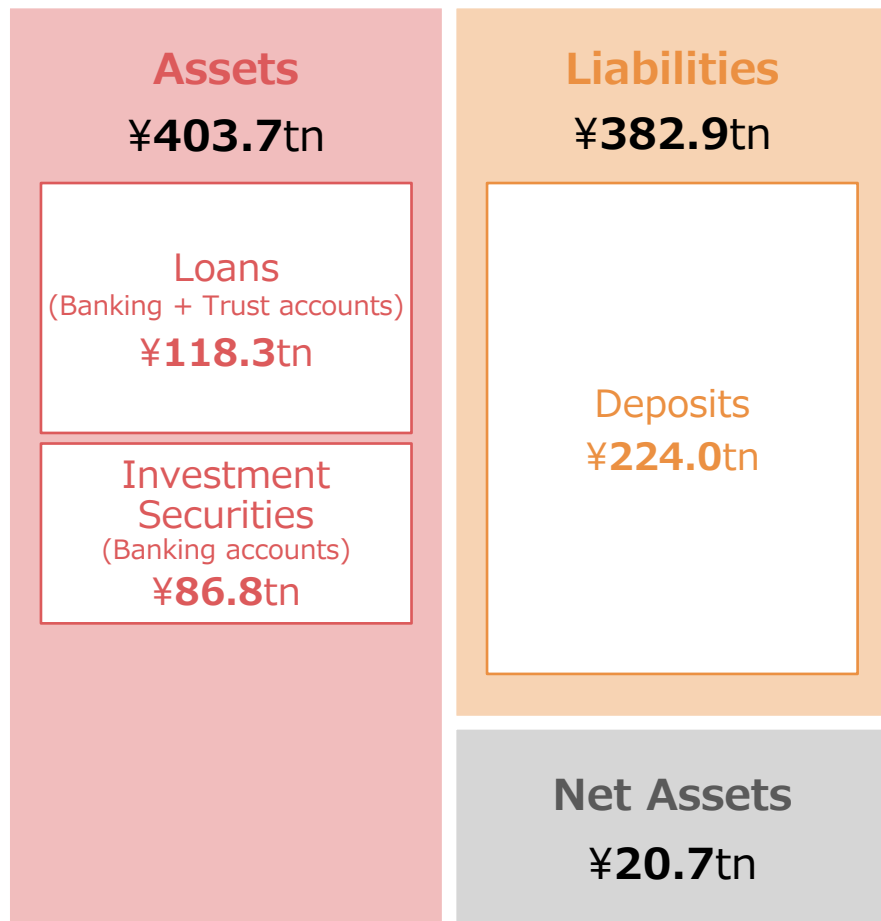 Assets
¥403.7tn
Loans
(Banking + Trust accounts)
¥118.3tn
Investment
Securities
(Banking accounts)
¥86.8tn
Liabilities
¥382.9tn
Deposits
¥224.0tn
Net Assets
¥20.7tn